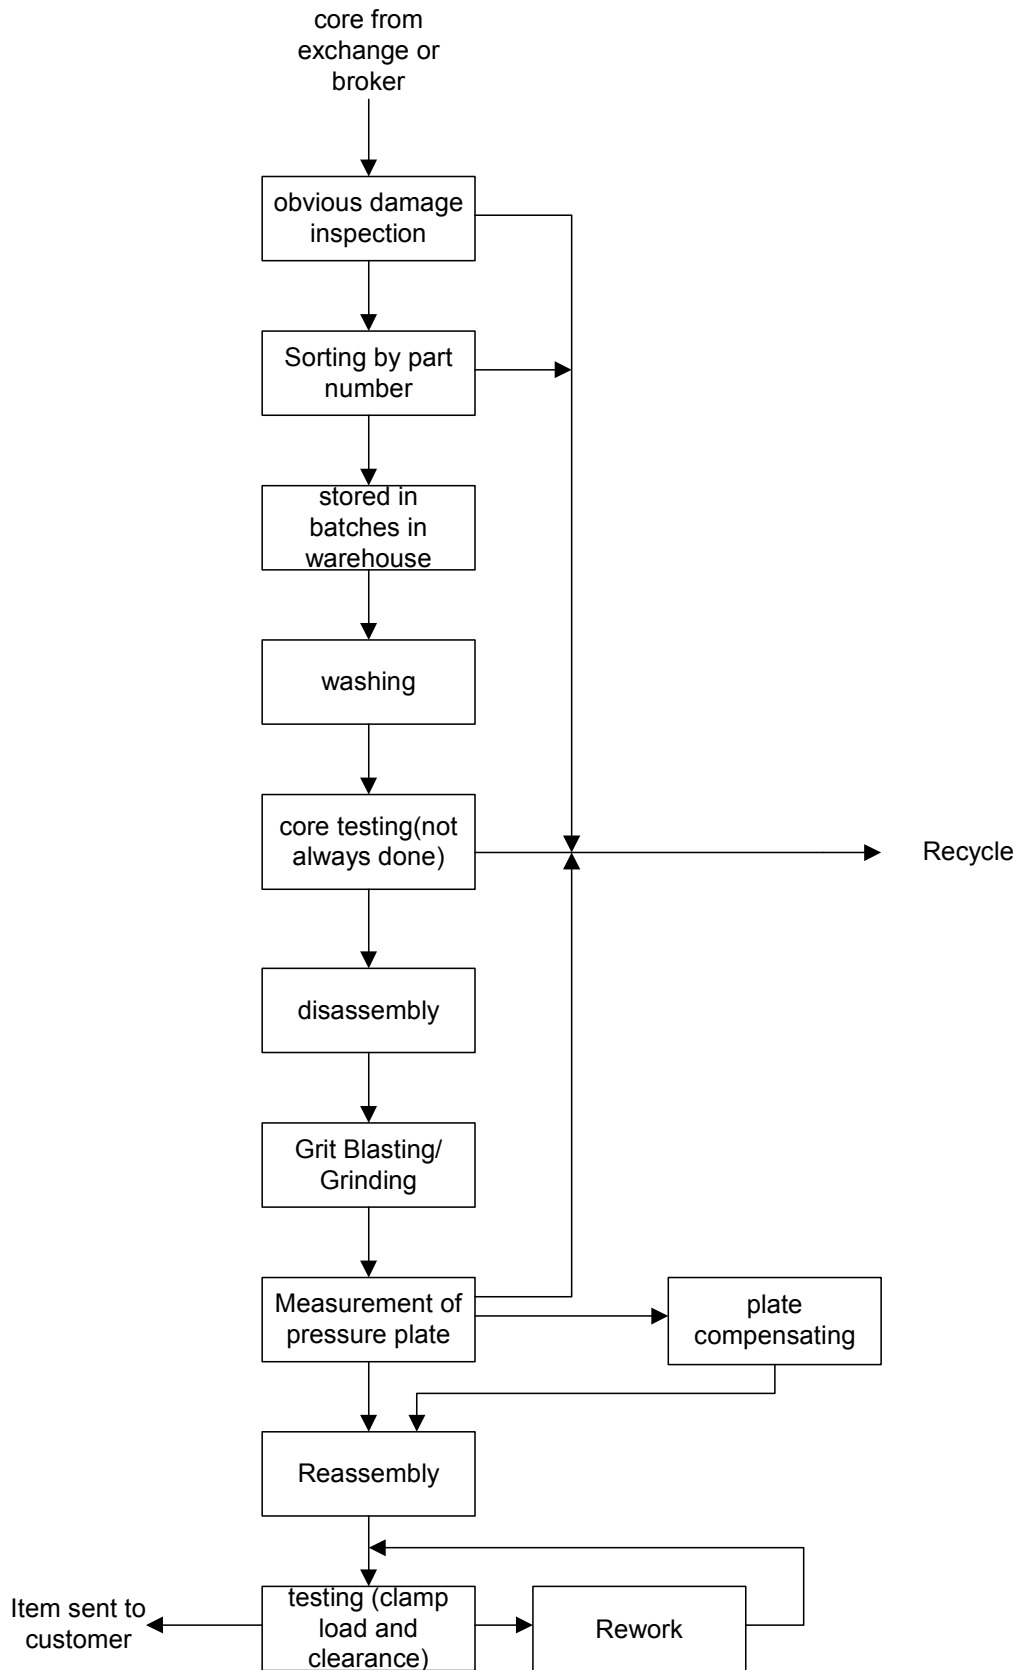 core from
exchange or
broker
obvious damage
inspection
Sorting by part
number
stored in
batches in
warehouse
washing
core testing(not
always done)
Recycle
disassembly
Grit Blasting/
Grinding
Measurement of
pressure plate
plate
compensating
Reassembly
Item sent to
customer
testing (clamp
load and
clearance)
Rework